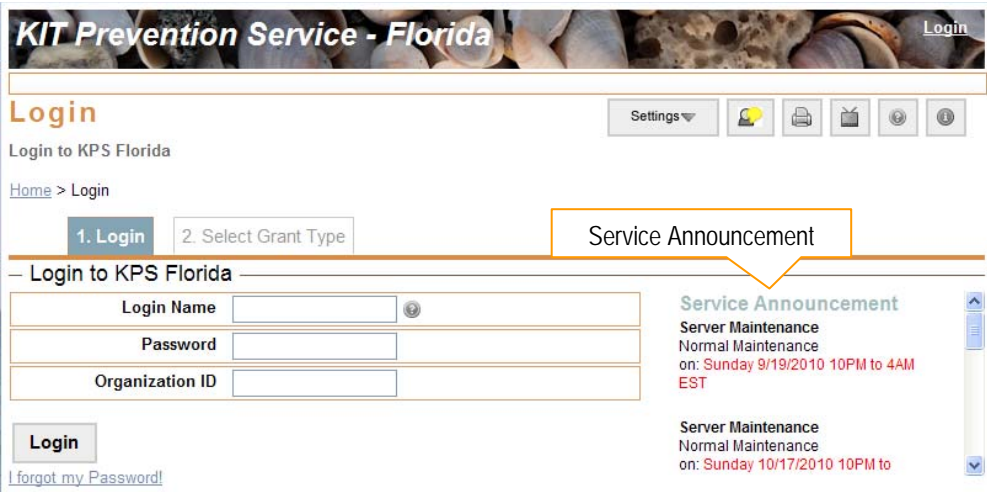 KIT Prevention Service - Florida
Login
Login
Settings
Login to KPS Florida
Home > Login
1. Login
2. Select Grant Type
Service Announcement
Login to KPS Florida
Login Name
Password
Organization ID
Login
I forgot my Password!
Service Announcement
Server Maintenance
Normal Maintenance
on: Sunday 9/19/2010 10PM to 4AM
EST
Server Maintenance
Normal Maintenance
on: Sunday 10/17/2010 10PM to